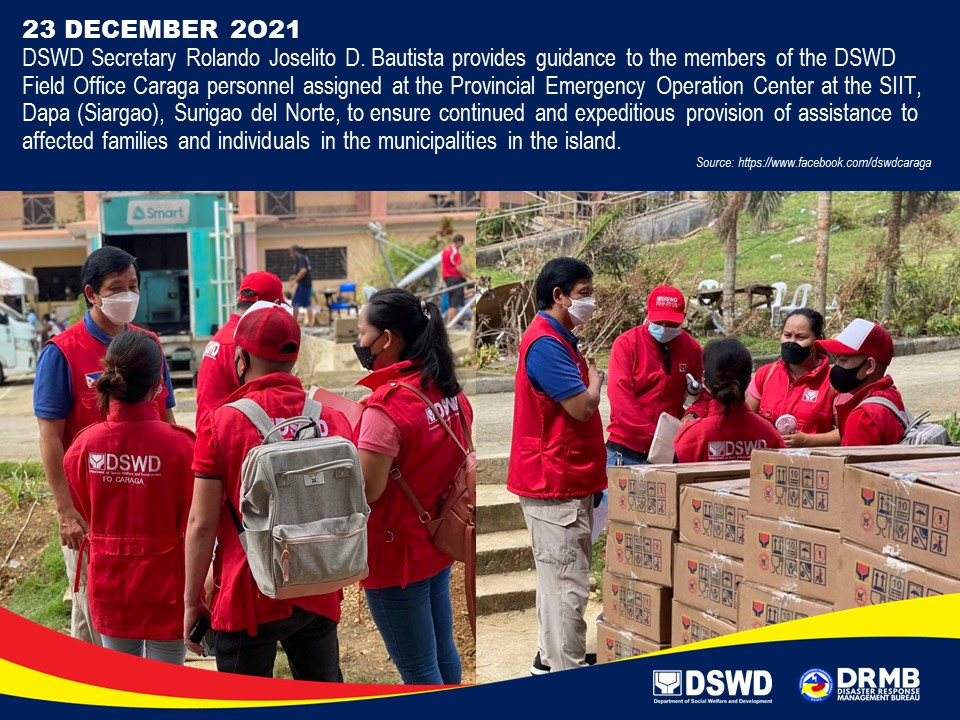 23 DECEMBER 2O21
DSWD Secretary Rolando Joselito D. Bautista provides guidance to the members of the DSWD
Field Office Caraga personnel assigned at the Provincial Emergency Operation Center at the SIIT,
Dapa (Siargao), Surigao del Norte, to ensure continued and expeditious provision of assistance to
affected families and individuals in the municipalities in the island.
Source: https://www.facebook.com/dswdcaraga
Smart
DSWD
FO CARAGA
DSWD
DSWD
DSWD
DSWD
Department of Social Welfare and Development
DRMB
DISASTER RESPONSE
MANAGEMENT BUREAU